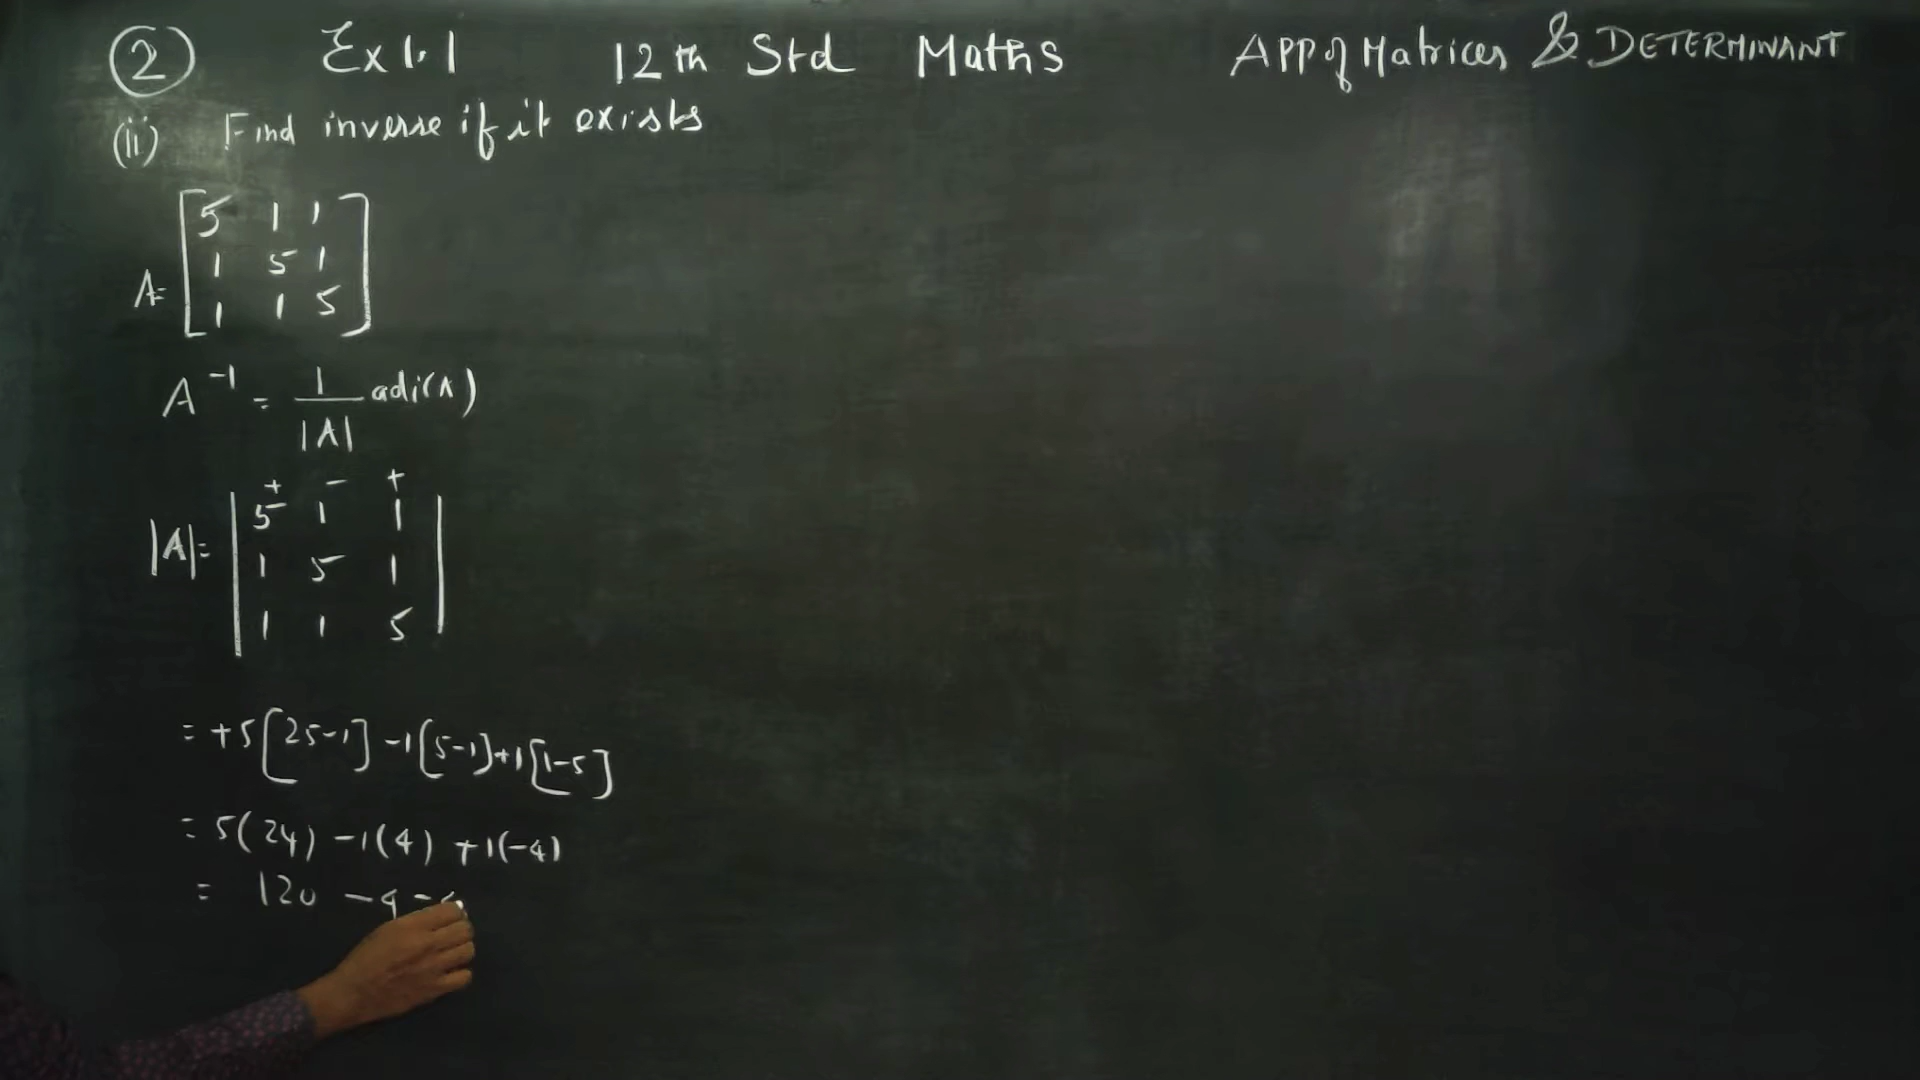 ② Ex 1.1 12th Std Maths APP of Matrices & DETERMINANT
(ii) Find inverse if it exists
5 1 1
1 5 1
A=
1 1 5
A⁻¹ = 1/|A| adj(A)
+ − +
5 1 1
|A|= 1 5 1
1 1 5
= +5[25-1] -1[5-1]+1[1-5]
= 5(24) -1(4) +1(-4)
= 120 -4 -